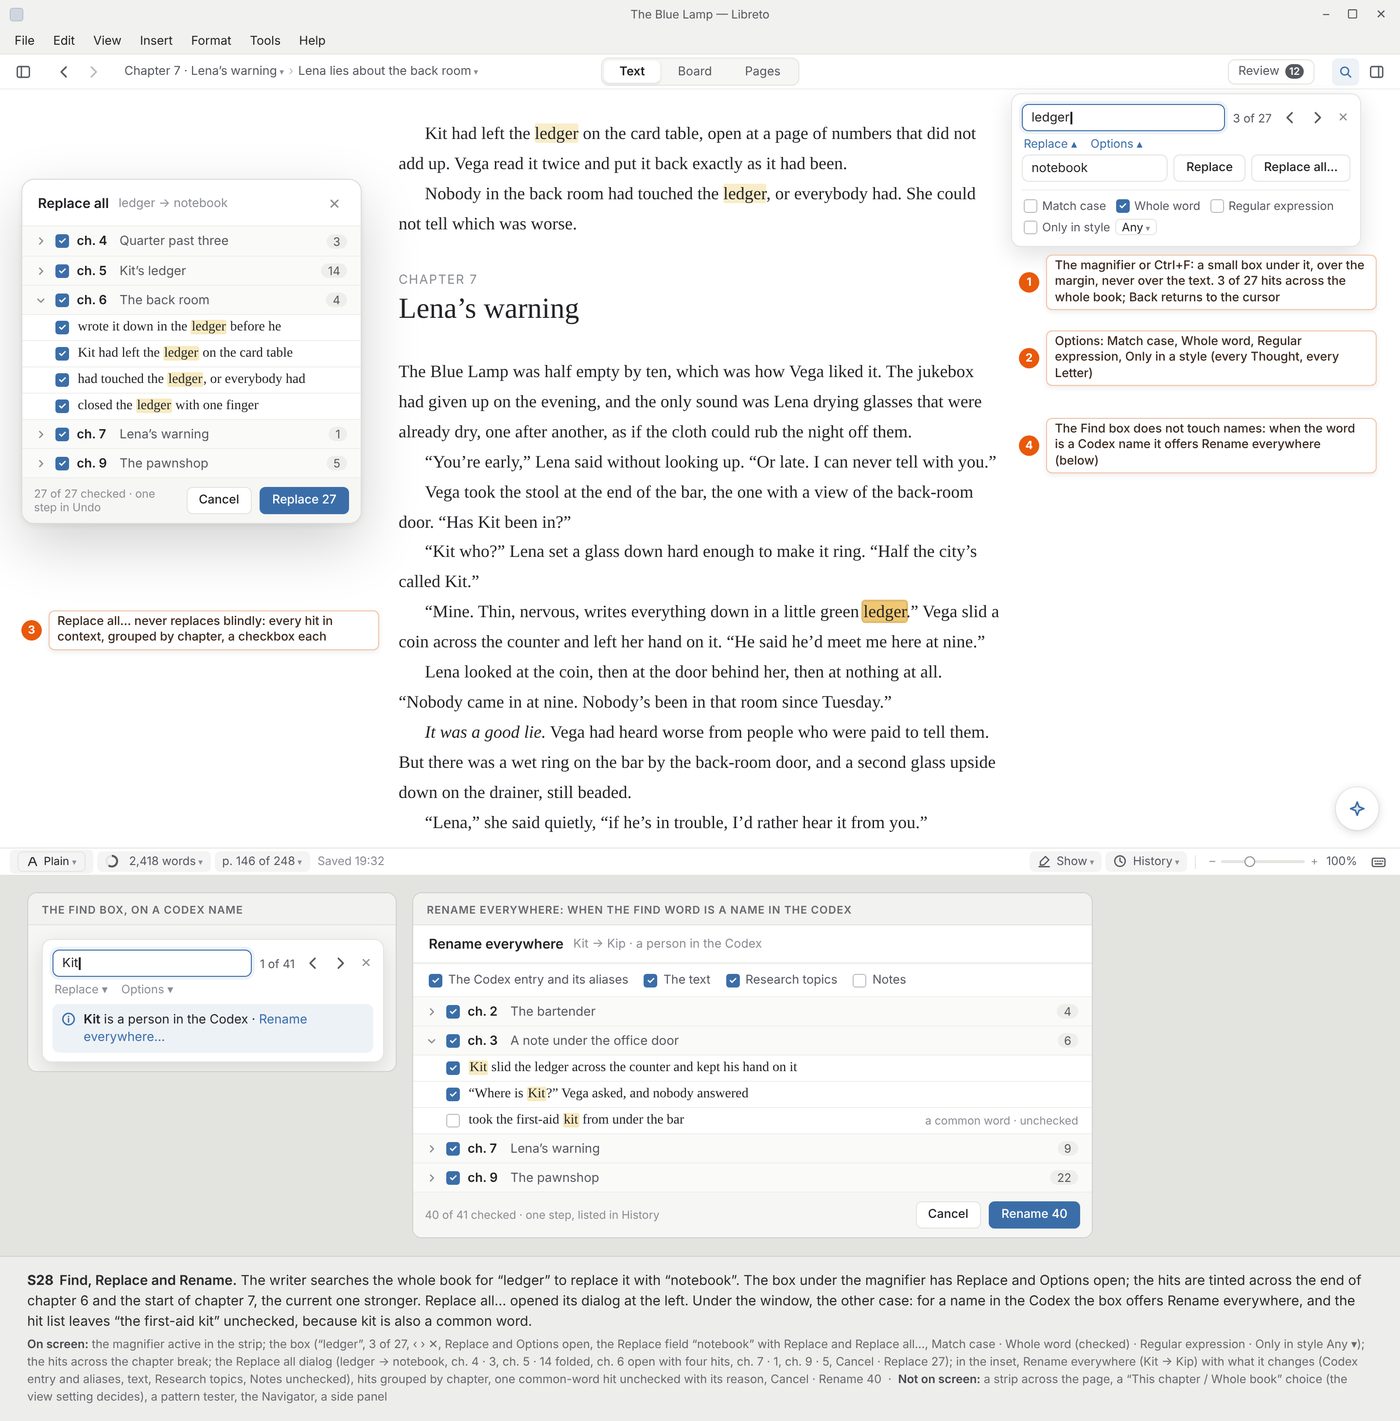 The Blue Lamp — Libreto
File Edit View Insert Format Tools Help
Chapter 7 · Lena’s warning ▾ › Lena lies about the back room ▾
Text Board Pages
Review 12
ledger
3 of 27
Replace ▴ Options ▴
notebook Replace Replace all…
Match case Whole word Regular expression
Only in style Any ▾
1 The magnifier or Ctrl+F: a small box under it, over the
margin, never over the text. 3 of 27 hits across the
whole book; Back returns to the cursor
2 Options: Match case, Whole word, Regular
expression, Only in a style (every Thought, every
Letter)
4 The Find box does not touch names: when the word
is a Codex name it offers Rename everywhere
(below)
Replace all ledger → notebook
ch. 4 Quarter past three 3
ch. 5 Kit’s ledger 14
ch. 6 The back room 4
wrote it down in the ledger before he
Kit had left the ledger on the card table
had touched the ledger, or everybody had
closed the ledger with one finger
ch. 7 Lena’s warning 1
ch. 9 The pawnshop 5
27 of 27 checked · one
step in Undo
Cancel Replace 27
3 Replace all… never replaces blindly: every hit in
context, grouped by chapter, a checkbox each
Kit had left the ledger on the card table, open at a page of numbers that did not
add up. Vega read it twice and put it back exactly as it had been.
Nobody in the back room had touched the ledger, or everybody had. She could
not tell which was worse.
CHAPTER 7
Lena’s warning
The Blue Lamp was half empty by ten, which was how Vega liked it. The jukebox
had given up on the evening, and the only sound was Lena drying glasses that were
already dry, one after another, as if the cloth could rub the night off them.
“You’re early,” Lena said without looking up. “Or late. I can never tell with you.”
Vega took the stool at the end of the bar, the one with a view of the back-room
door. “Has Kit been in?”
“Kit who?” Lena set a glass down hard enough to make it ring. “Half the city’s
called Kit.”
“Mine. Thin, nervous, writes everything down in a little green ledger.” Vega slid a
coin across the counter and left her hand on it. “He said he’d meet me here at nine.”
Lena looked at the coin, then at the door behind her, then at nothing at all.
“Nobody came in at nine. Nobody’s been in that room since Tuesday.”
It was a good lie. Vega had heard worse from people who were paid to tell them.
But there was a wet ring on the bar by the back-room door, and a second glass upside
down on the drainer, still beaded.
“Lena,” she said quietly, “if he’s in trouble, I’d rather hear it from you.”
A Plain ▾ 2,418 words ▾ p. 146 of 248 ▾ Saved 19:32
Show ▾ History ▾ − + 100%
THE FIND BOX, ON A CODEX NAME
Kit
1 of 41
Replace ▾ Options ▾
Kit is a person in the Codex · Rename
everywhere…
RENAME EVERYWHERE: WHEN THE FIND WORD IS A NAME IN THE CODEX
Rename everywhere Kit → Kip · a person in the Codex
The Codex entry and its aliases The text Research topics Notes
ch. 2 The bartender 4
ch. 3 A note under the office door 6
Kit slid the ledger across the counter and kept his hand on it
“Where is Kit?” Vega asked, and nobody answered
took the first-aid kit from under the bar a common word · unchecked
ch. 7 Lena’s warning 9
ch. 9 The pawnshop 22
40 of 41 checked · one step, listed in History
Cancel Rename 40
S28 Find, Replace and Rename. The writer searches the whole book for “ledger” to replace it with “notebook”. The box under the magnifier has Replace and Options open; the hits are tinted across the end of
chapter 6 and the start of chapter 7, the current one stronger. Replace all… opened its dialog at the left. Under the window, the other case: for a name in the Codex the box offers Rename everywhere, and the
hit list leaves “the first-aid kit” unchecked, because kit is also a common word.
On screen: the magnifier active in the strip; the box (“ledger”, 3 of 27, ‹ › ✕, Replace and Options open, the Replace field “notebook” with Replace and Replace all…, Match case · Whole word (checked) · Regular expression · Only in style Any ▾);
the hits across the chapter break; the Replace all dialog (ledger → notebook, ch. 4 · 3, ch. 5 · 14 folded, ch. 6 open with four hits, ch. 7 · 1, ch. 9 · 5, Cancel · Replace 27); in the inset, Rename everywhere (Kit → Kip) with what it changes (Codex
entry and aliases, text, Research topics, Notes unchecked), hits grouped by chapter, one common-word hit unchecked with its reason, Cancel · Rename 40 · Not on screen: a strip across the page, a “This chapter / Whole book” choice (the
view setting decides), a pattern tester, the Navigator, a side panel